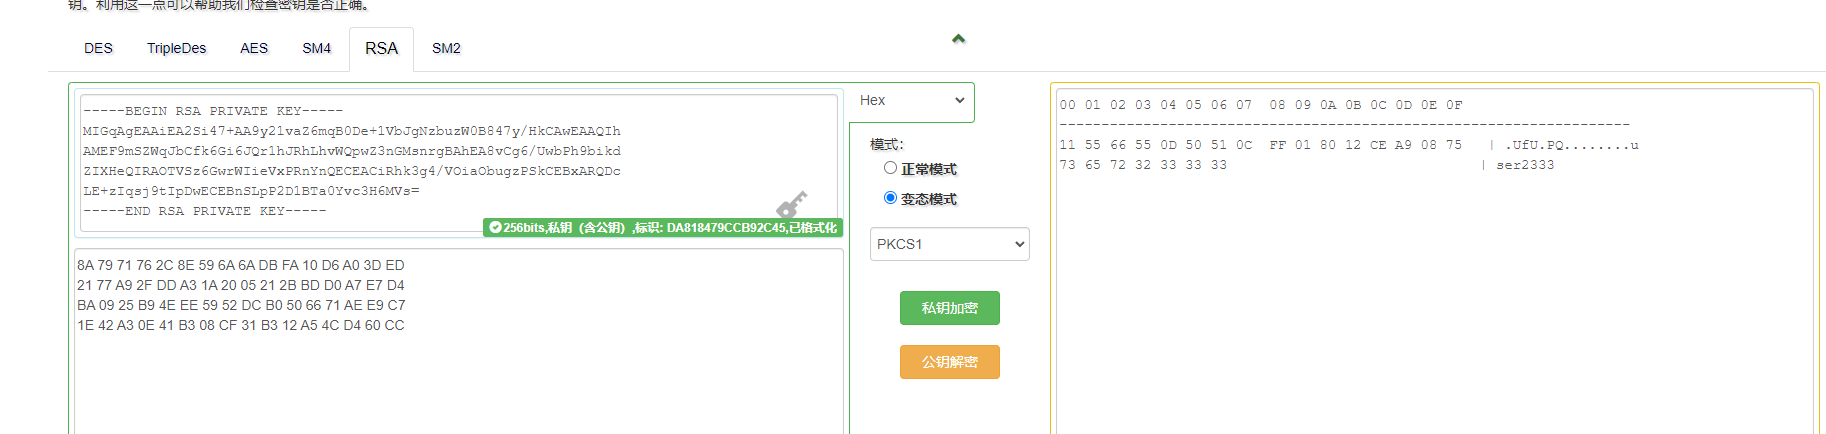 钥。利用这一点可以帮助我们检查密钥是否正确。
DES TripleDes AES SM4 RSA SM2
-----BEGIN RSA PRIVATE KEY-----
MIGqAgEAAiEA2Si47+AA9y21vaZ6mqB0De+1VbJgNzbuzW0B847y/HkCAwEAAQIh
AMEF9mSZWqJbCfk6Gi6JQr1hJRhLhvWQpwZ3nGMsnrgBAhEA8vCg6/UwbPh9bikd
ZIXHeQIRAOTVSz6GwrWIieVxPRnYnQECEACiRhk3g4/VOiaObugzPSkCEBxARQDc
LE+zIqsj9tIpDwECEBnSLpP2D1BTa0Yvc3H6MVs=
-----END RSA PRIVATE KEY-----
256bits,私钥（含公钥）,标识: DA818479CCB92C45,已格式化
8A 79 71 76 2C 8E 59 6A 6A DB FA 10 D6 A0 3D ED
21 77 A9 2F DD A3 1A 20 05 21 2B BD D0 A7 E7 D4
BA 09 25 B9 4E EE 59 52 DC B0 50 66 71 AE E9 C7
1E 42 A3 0E 41 B3 08 CF 31 B3 12 A5 4C D4 60 CC
Hex
模式：
正常模式
变态模式
PKCS1
私钥加密
公钥解密
00 01 02 03 04 05 06 07 08 09 0A 0B 0C 0D 0E 0F
-------------------------------------------------------------------
11 55 66 55 0D 50 51 0C FF 01 80 12 CE A9 08 75 | .UfU.PQ........u
73 65 72 32 33 33 33 | ser2333